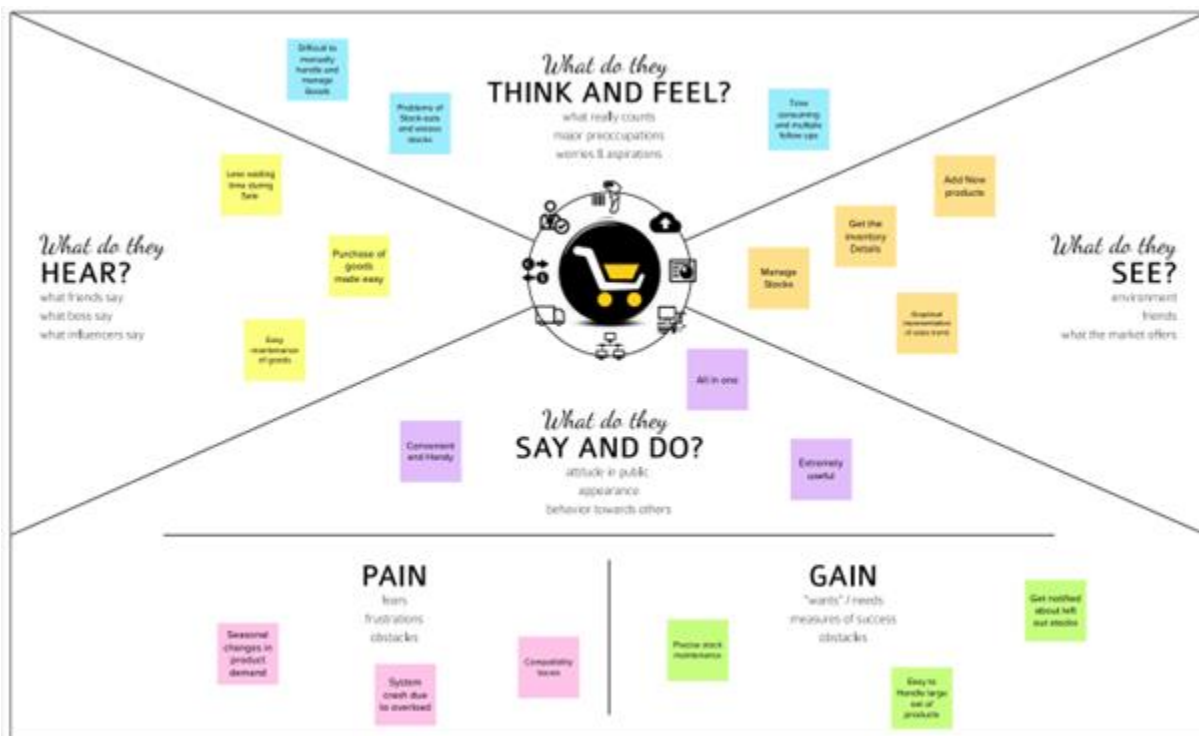 What do they
THINK AND FEEL?
what really counts
major preoccupations
worries & aspirations
Difficult to
manually
handle and
manage
Goods
Problems of
Stock-outs
and excess
stocks
Time
consuming
and multiple
follow ups
What do they
HEAR?
what friends say
what boss say
what influencers say
Less waiting
time during
Sale
Purchase of
goods
made easy
Easy
maintenance
of goods
What do they
SEE?
environment
friends
what the market offers
Add New
products
Get the
inventory
Details
Manage
Stocks
Graphical
representation
of sales trend
What do they
SAY AND DO?
attitude in public
appearance
behavior towards others
All in one
Convenient
and Handy
Extremely
useful
PAIN
fears
frustrations
obstacles
Seasonal
changes in
product
demand
System
crash due
to overload
Compatibility
issues
GAIN
"wants" / needs
measures of success
obstacles
Precise stock
maintenance
Get notified
about left
out stocks
Easy to
Handle large
set of
products